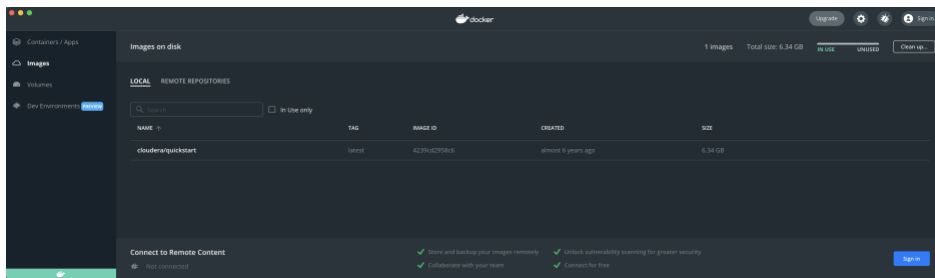 docker
Upgrade
Sign in
Containers / Apps
Images
Volumes
Dev Environments PREVIEW
Images on disk
1 images Total size: 6.34 GB
IN USE UNUSED
Clean up...
LOCAL REMOTE REPOSITORIES
Search
In Use only
NAME ↑ TAG IMAGE ID CREATED SIZE
cloudera/quickstart latest 4239cd2958c6 almost 6 years ago 6.34 GB
Connect to Remote Content
Not connected
Store and backup your images remotely
Collaborate with your team
Unlock vulnerability scanning for greater security
Connect for free
Sign in